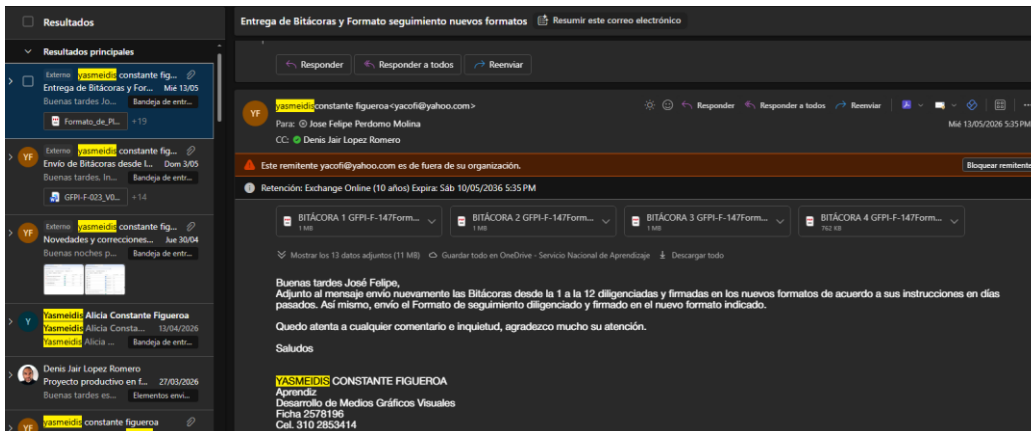 Resultados
Resultados principales
Externo yasmeidis constante fig...
Entrega de Bitácoras y For... Mié 13/05
Buenas tardes Jo... Bandeja de entr...
Formato_de_Pl... +19
YF
Externo yasmeidis constante fig...
Envío de Bitácoras desde l... Dom 3/05
Buenas tardes, In... Bandeja de entr...
GFPI-F-023_V0... +14
YF
Externo yasmeidis constante fig...
Novedades y correcciones... Jue 30/04
Buenas noches p... Bandeja de entr...
Y
Yasmeidis Alicia Constante Figueroa
Yasmeidis Alicia Consta... 13/04/2026
Yasmeidis Alicia ... Bandeja de entr...
Denis Jair Lopez Romero
Proyecto productivo en f... 27/03/2026
Buenas tardes es... Elementos envi...
YF
yasmeidis constante figueroa
Entrega de Bitácoras y Formato seguimiento nuevos formatos Resumir este correo electrónico
Responder Responder a todos Reenviar
YF
yasmeidis constante figueroa<yacofi@yahoo.com>
Responder Responder a todos Reenviar
Para: Jose Felipe Perdomo Molina
Mié 13/05/2026 5:35 PM
CC: Denis Jair Lopez Romero
Este remitente yacofi@yahoo.com es de fuera de su organización. Bloquear remitente
Retención: Exchange Online (10 años) Expira: Sáb 10/05/2036 5:35 PM
BITÁCORA 1 GFPI-F-147Form... BITÁCORA 2 GFPI-F-147Form... BITÁCORA 3 GFPI-F-147Form... BITÁCORA 4 GFPI-F-147Form...
1 MB 1 MB 1 MB 762 KB
Mostrar los 13 datos adjuntos (11 MB) Guardar todo en OneDrive - Servicio Nacional de Aprendizaje Descargar todo
Buenas tardes José Felipe,
Adjunto al mensaje envío nuevamente las Bitácoras desde la 1 a la 12 diligenciadas y firmadas en los nuevos formatos de acuerdo a sus instrucciones en días
pasados. Así mismo, envío el Formato de seguimiento diligenciado y firmado en el nuevo formato indicado.
Quedo atenta a cualquier comentario e inquietud, agradezco mucho su atención.
Saludos
YASMEIDIS CONSTANTE FIGUEROA
Aprendiz
Desarrollo de Medios Gráficos Visuales
Ficha 2578196
Cel. 310 2853414